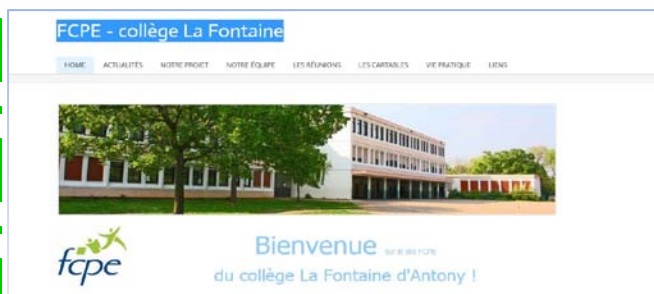 FCPE - collège La Fontaine
HOME ACTUALITÉS NOTRE PROJET NOTRE ÉQUIPE LES RÉUNIONS LES CARTABLES VIE PRATIQUE LIENS
fcpe
Bienvenue
du collège La Fontaine d'Antony !